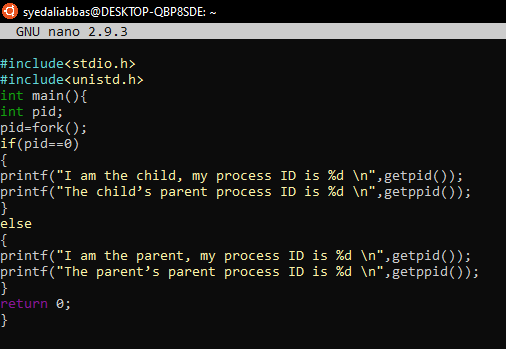 syedaliabbas@DESKTOP-QBP8SDE: ~
GNU nano 2.9.3
#include<stdio.h>
#include<unistd.h>
int main(){
int pid;
pid=fork();
if(pid==0)
{
printf("I am the child, my process ID is %d \n",getpid());
printf("The child’s parent process ID is %d \n",getppid());
}
else
{
printf("I am the parent, my process ID is %d \n",getpid());
printf("The parent’s parent process ID is %d \n",getppid());
}
return 0;
}